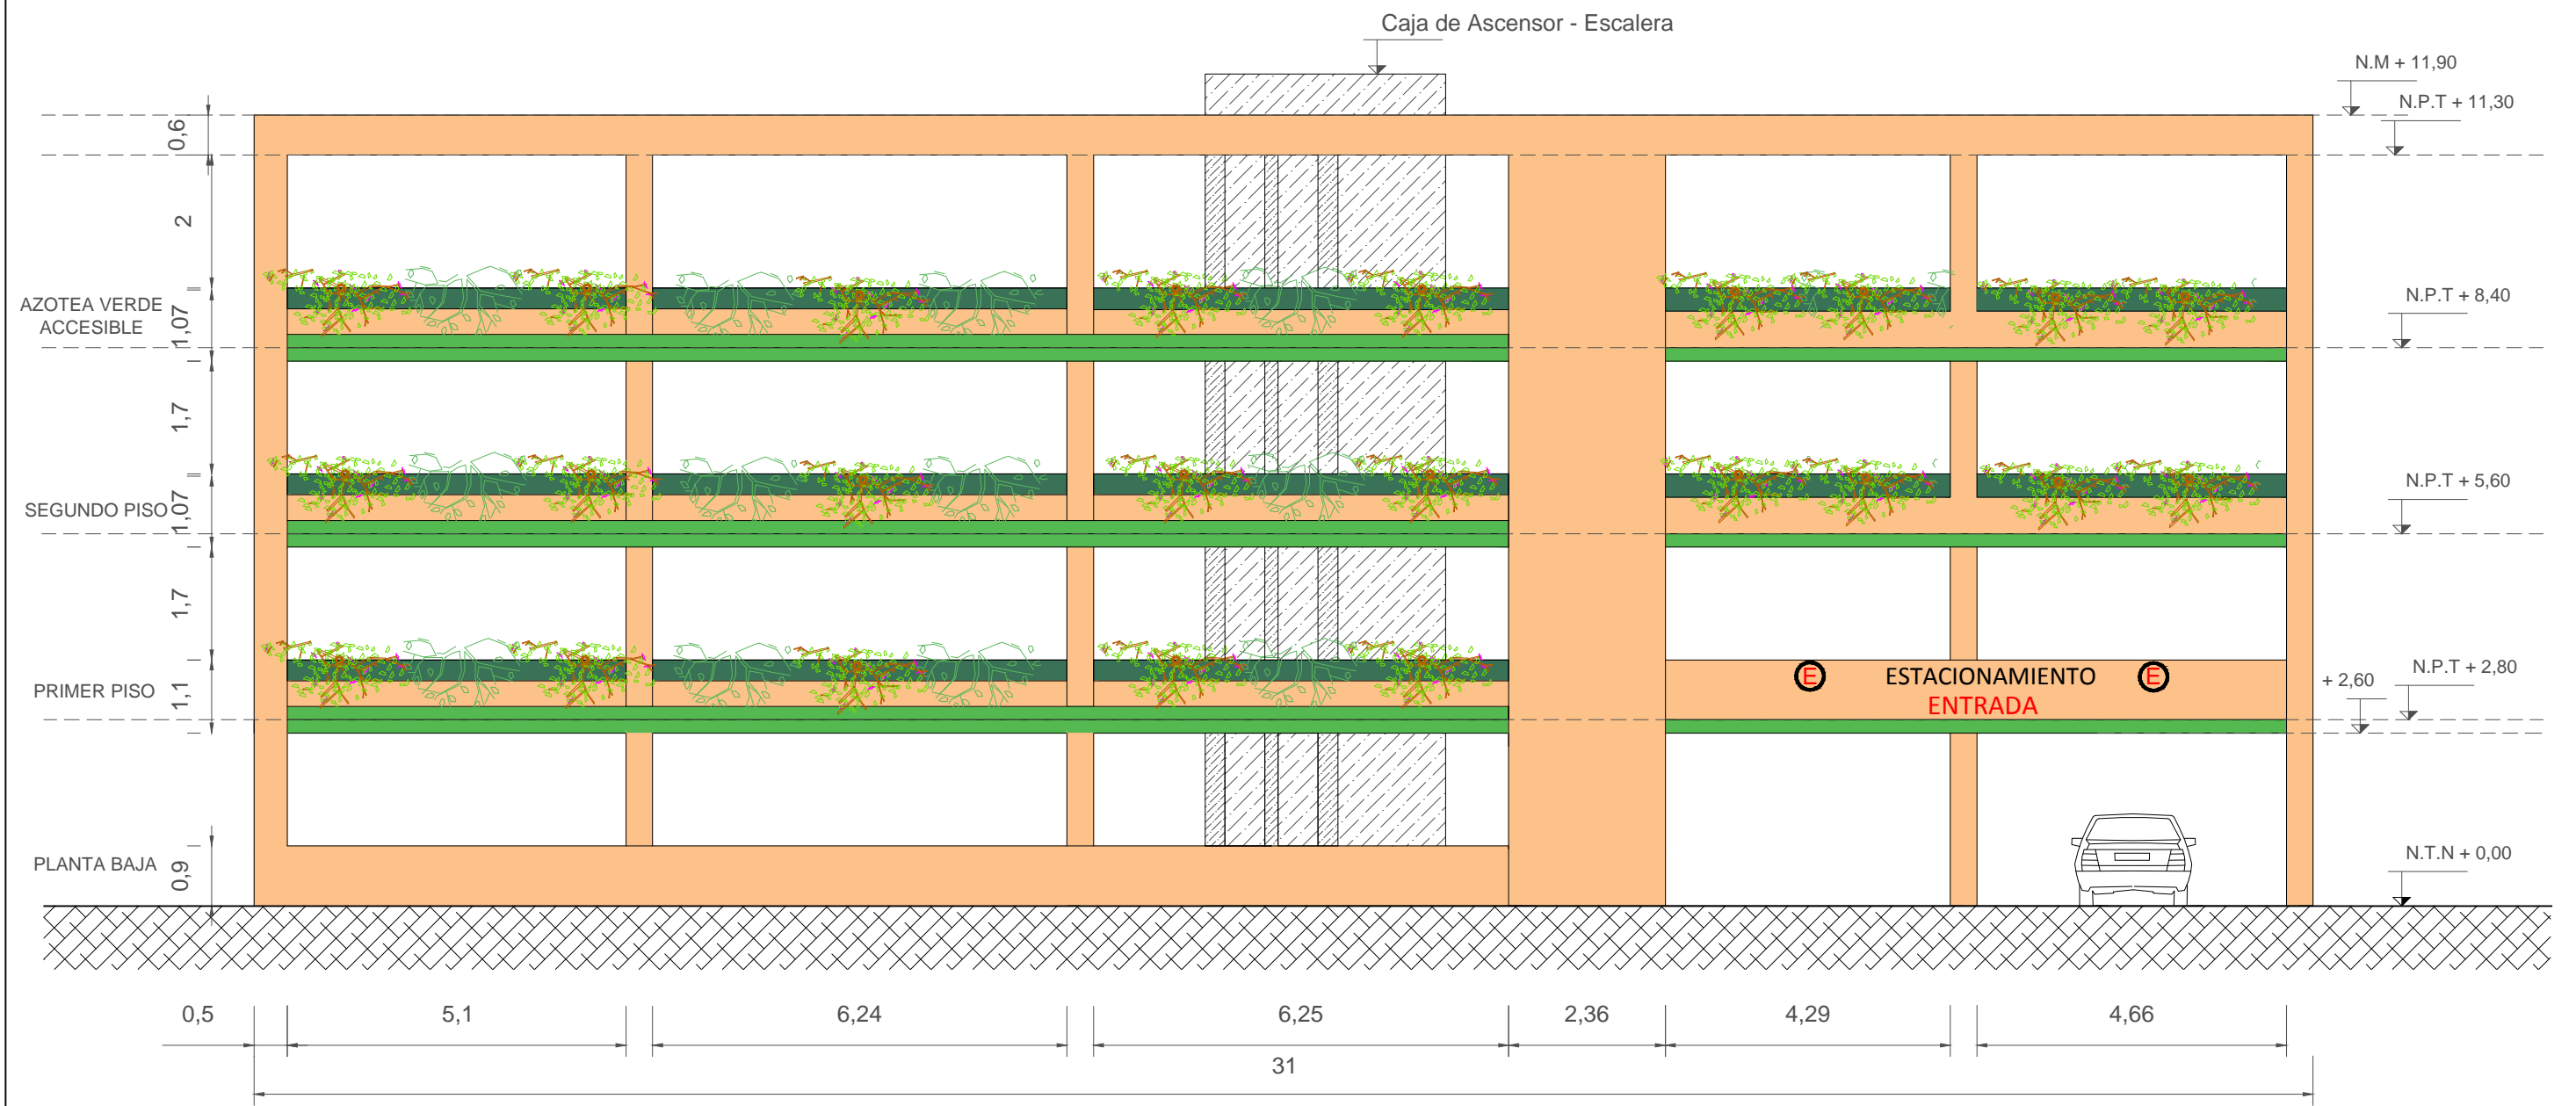 Caja de Ascensor - Escalera
N.M + 11,90
N.P.T + 11,30
0,6
2
AZOTEA VERDE
ACCESIBLE
1,07
N.P.T + 8,40
1,7
SEGUNDO PISO
1,07
N.P.T + 5,60
1,7
PRIMER PISO
1,1
E
ESTACIONAMIENTO
ENTRADA
E
+ 2,60
N.P.T + 2,80
PLANTA BAJA
0,9
N.T.N + 0,00
0,5
5,1
6,24
6,25
2,36
4,29
4,66
31